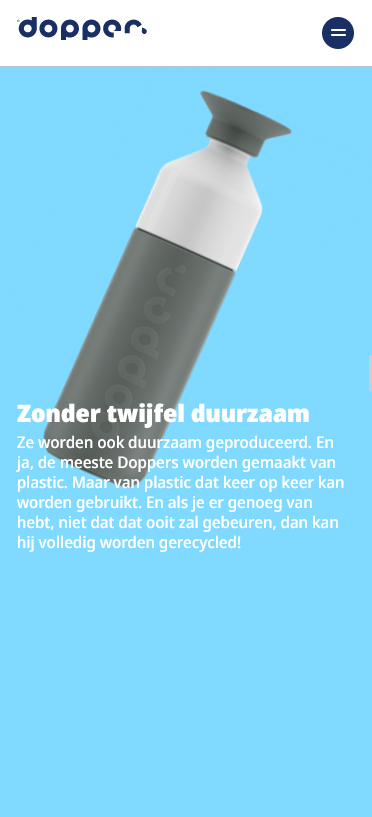 dopper.
Zonder twijfel duurzaam
Ze worden ook duurzaam geproduceerd. En
ja, de meeste Doppers worden gemaakt van
plastic. Maar van plastic dat keer op keer kan
worden gebruikt. En als je er genoeg van
hebt, niet dat dat ooit zal gebeuren, dan kan
hij volledig worden gerecycled!
dopper.